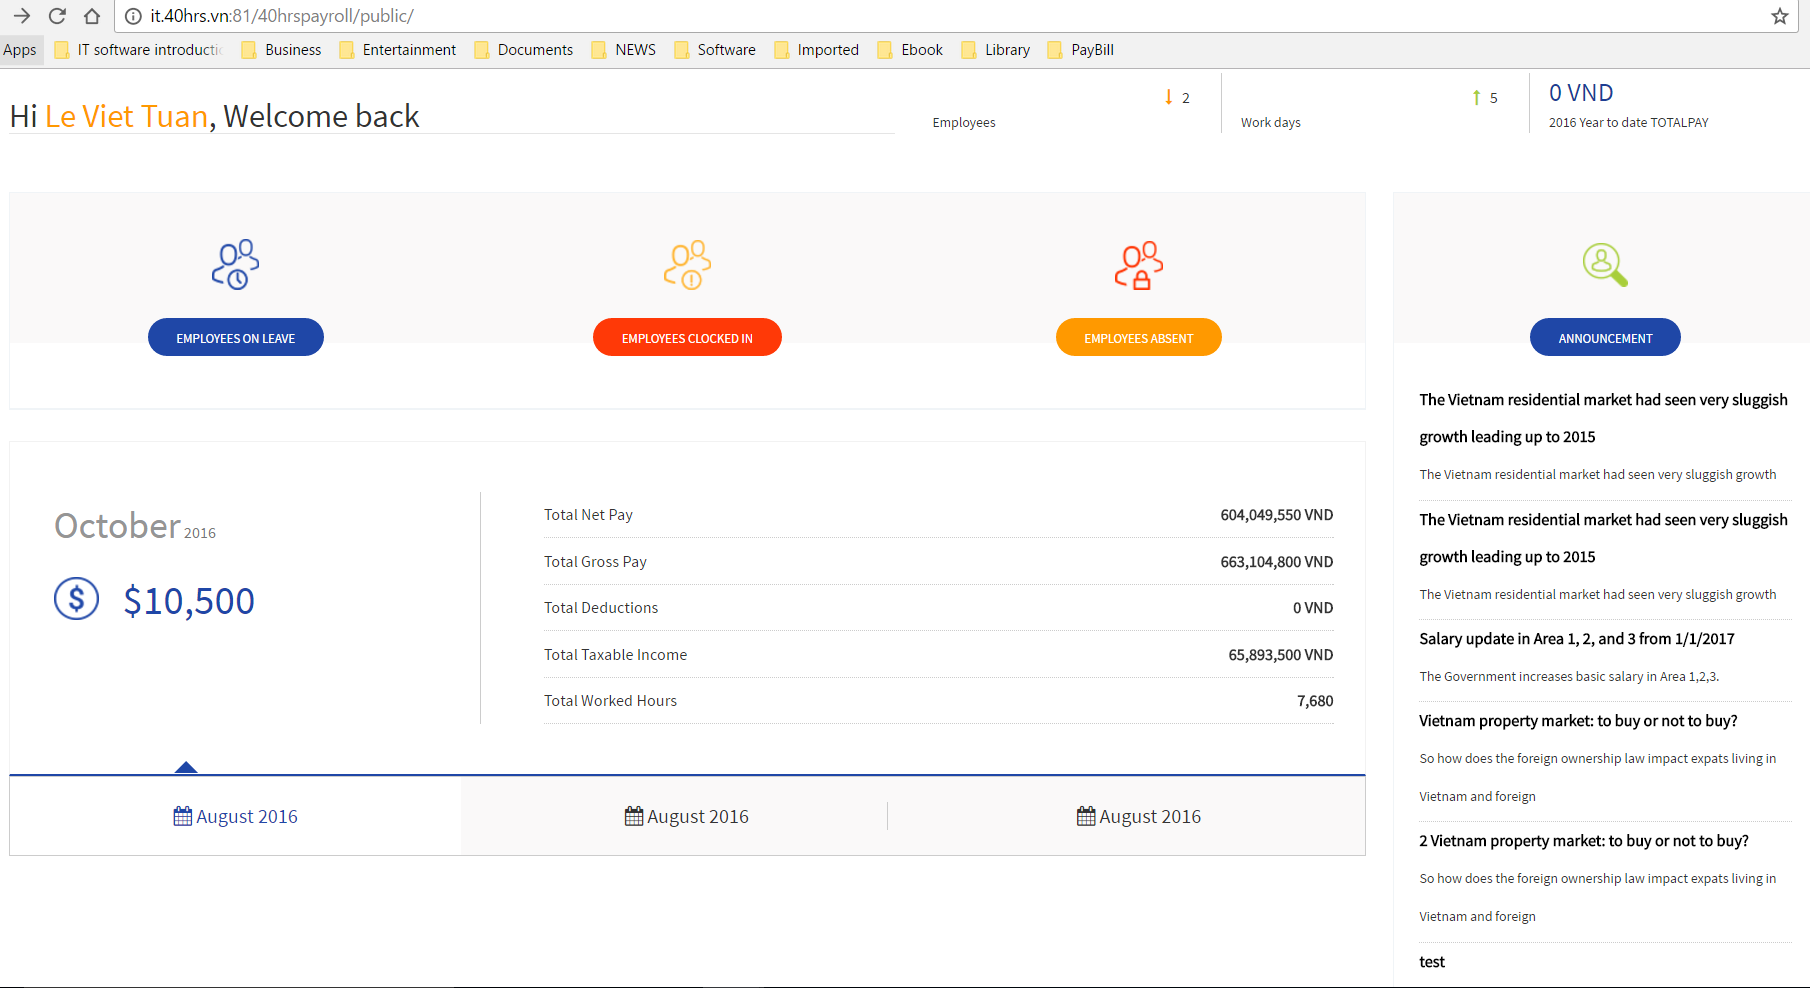 it.40hrs.vn:81/40hrspayroll/public/
Apps IT software introductic Business Entertainment Documents NEWS Software Imported Ebook Library PayBill
Hi Le Viet Tuan, Welcome back
2
Employees
5
Work days
0 VND
2016 Year to date TOTALPAY
EMPLOYEES ON LEAVE
EMPLOYEES CLOCKED IN
EMPLOYEES ABSENT
October 2016
$ $10,500
Total Net Pay 604,049,550 VND
Total Gross Pay 663,104,800 VND
Total Deductions 0 VND
Total Taxable Income 65,893,500 VND
Total Worked Hours 7,680
August 2016 August 2016 August 2016
ANNOUNCEMENT
The Vietnam residential market had seen very sluggish
growth leading up to 2015
The Vietnam residential market had seen very sluggish growth
The Vietnam residential market had seen very sluggish
growth leading up to 2015
The Vietnam residential market had seen very sluggish growth
Salary update in Area 1, 2, and 3 from 1/1/2017
The Government increases basic salary in Area 1,2,3.
Vietnam property market: to buy or not to buy?
So how does the foreign ownership law impact expats living in
Vietnam and foreign
2 Vietnam property market: to buy or not to buy?
So how does the foreign ownership law impact expats living in
Vietnam and foreign
test